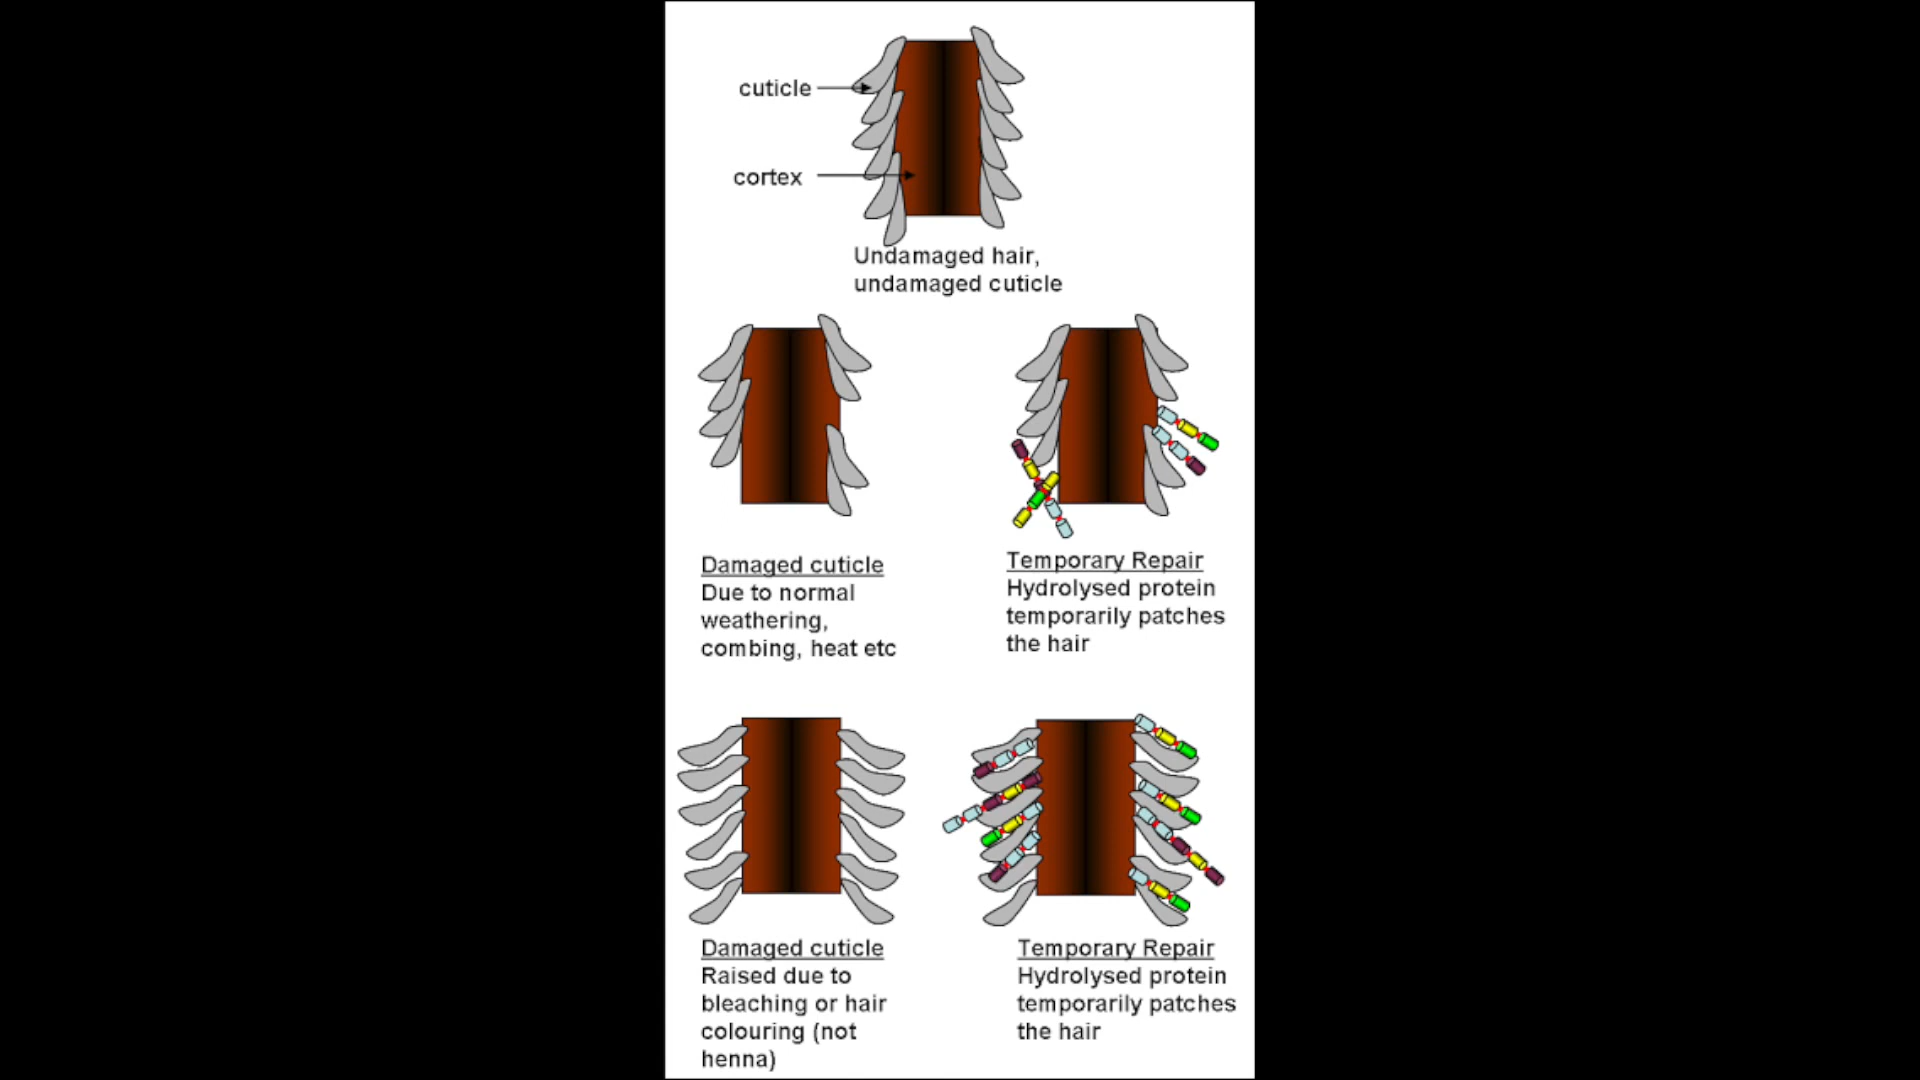 cuticle
cortex
Undamaged hair,
undamaged cuticle
Damaged cuticle
Due to normal
weathering,
combing, heat etc
Temporary Repair
Hydrolysed protein
temporarily patches
the hair
Damaged cuticle
Raised due to
bleaching or hair
colouring (not
henna)
Temporary Repair
Hydrolysed protein
temporarily patches
the hair